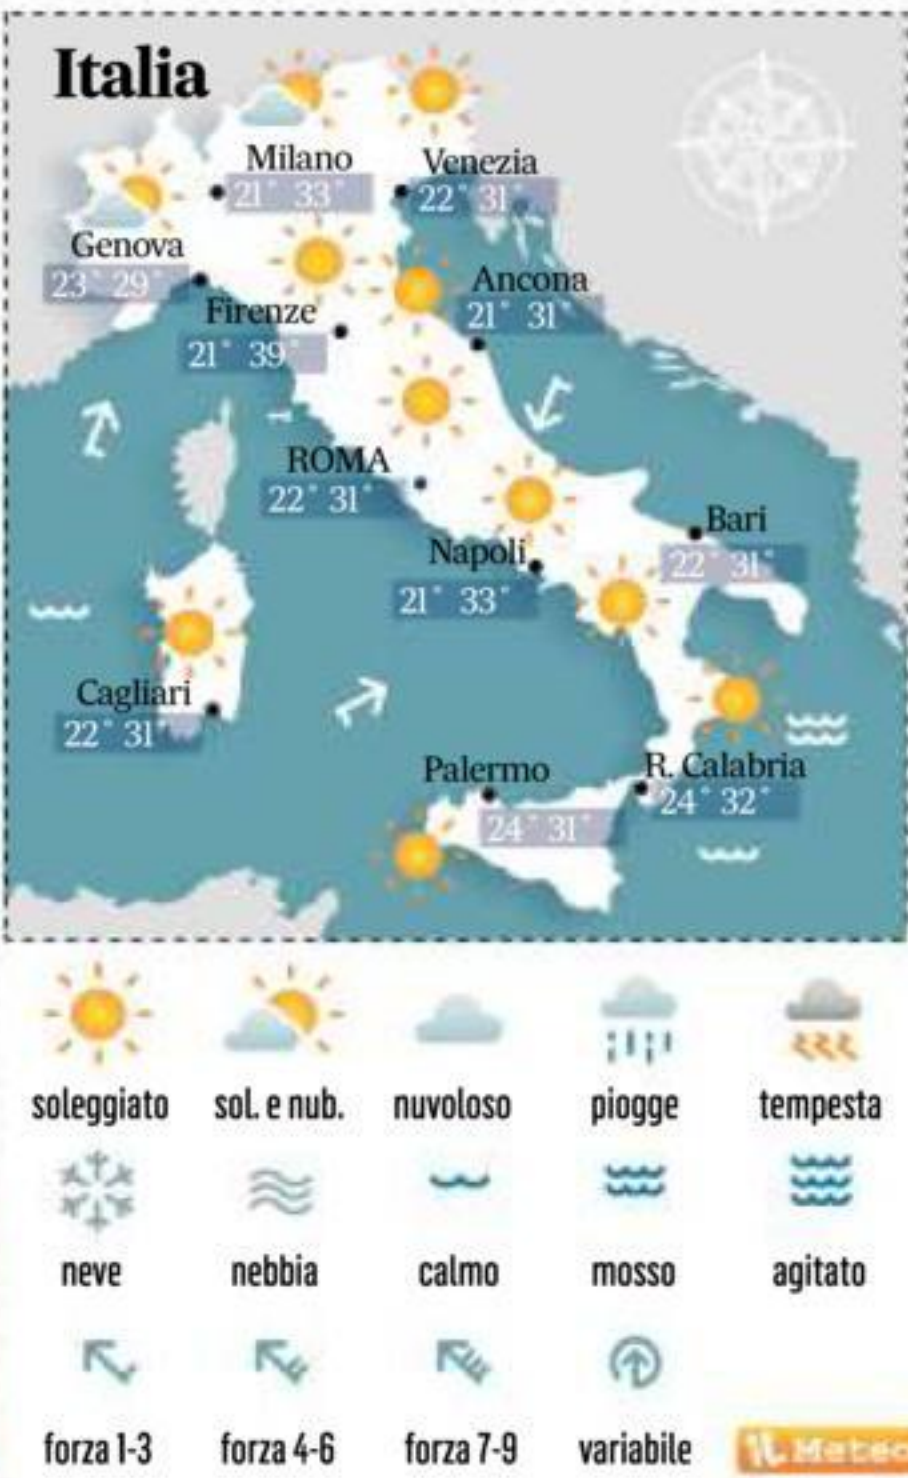 Italia
Milano
21° 33°
Venezia
22° 31°
Genova
23° 29°
Ancona
21° 31°
Firenze
21° 39°
ROMA
22° 31°
Bari
22° 31°
Napoli
21° 33°
Cagliari
22° 31°
Palermo
24° 31°
R. Calabria
24° 32°
soleggiato sol. e nub. nuvoloso piogge tempesta
neve nebbia calmo mosso agitato
forza 1-3 forza 4-6 forza 7-9 variabile
iL Meteo